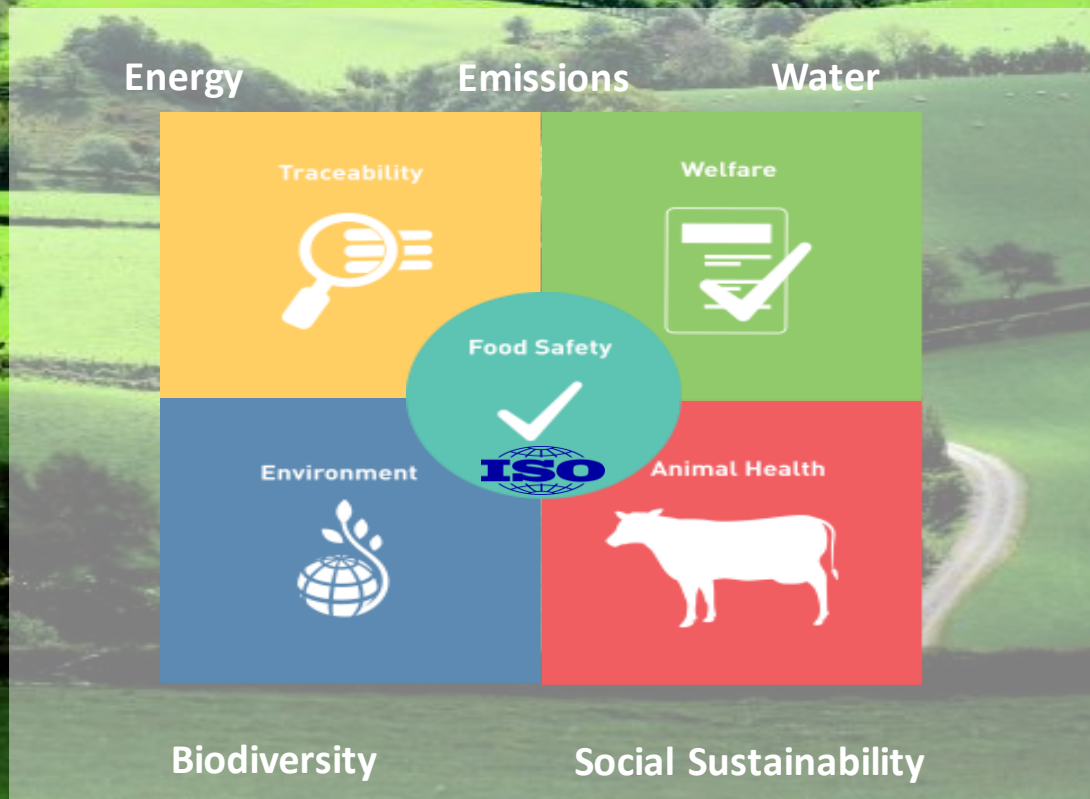 Energy Emissions Water
Traceability Welfare
Food Safety
ISO
Environment Animal Health
Biodiversity Social Sustainability